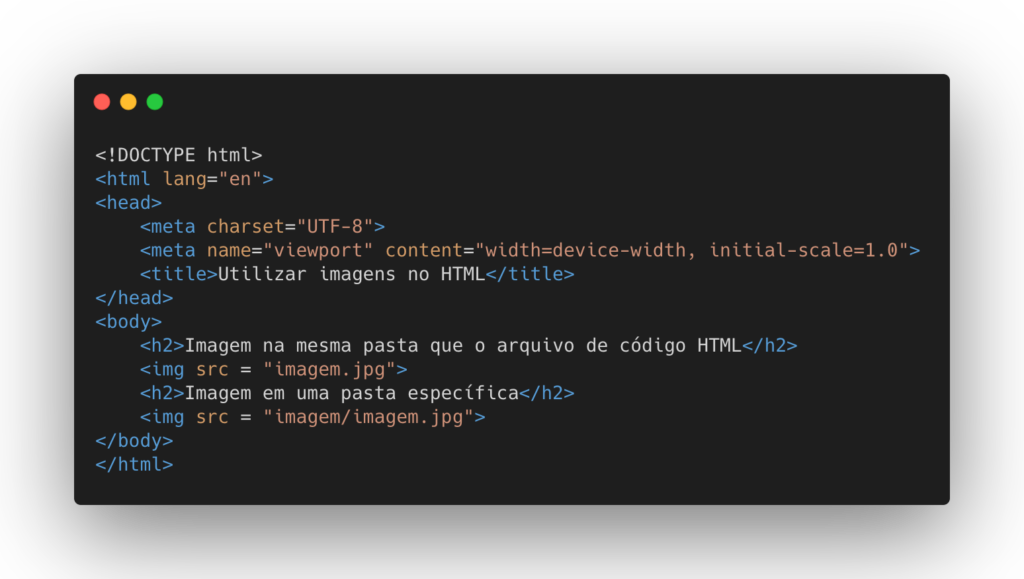 <!DOCTYPE html>
<html lang="en">
<head>
    <meta charset="UTF-8">
    <meta name="viewport" content="width=device-width, initial-scale=1.0">
    <title>Utilizar imagens no HTML</title>
</head>
<body>
    <h2>Imagem na mesma pasta que o arquivo de código HTML</h2>
    <img src = "imagem.jpg">
    <h2>Imagem em uma pasta específica</h2>
    <img src = "imagem/imagem.jpg">
</body>
</html>